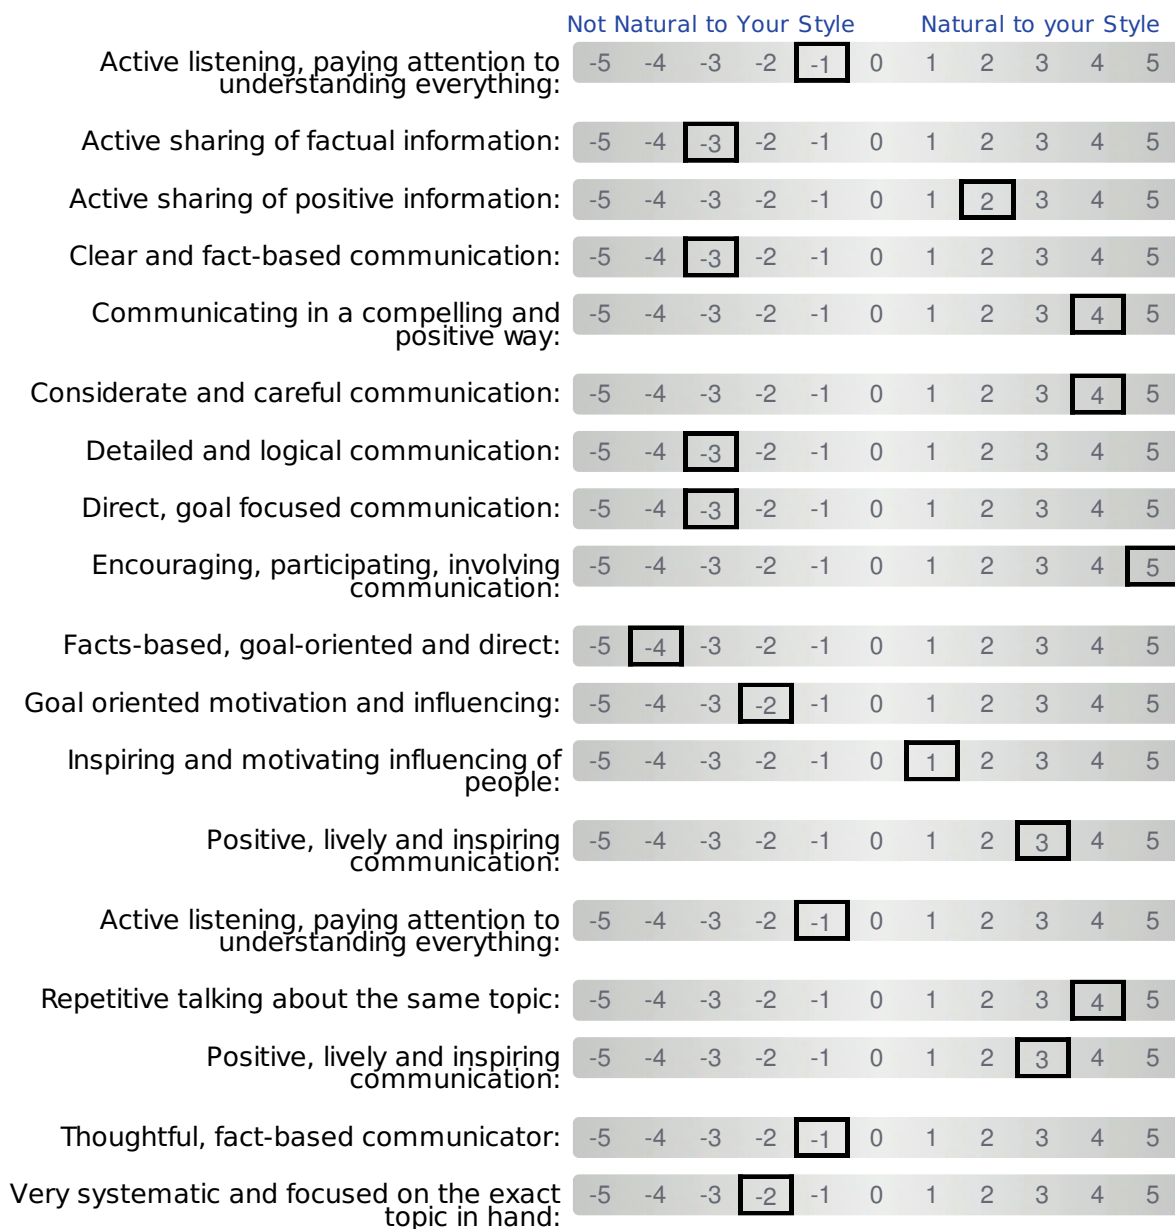 Not Natural to Your Style Natural to your Style
Active listening, paying attention to
understanding everything: -5 -4 -3 -2 -1 0 1 2 3 4 5
Active sharing of factual information: -5 -4 -3 -2 -1 0 1 2 3 4 5
Active sharing of positive information: -5 -4 -3 -2 -1 0 1 2 3 4 5
Clear and fact-based communication: -5 -4 -3 -2 -1 0 1 2 3 4 5
Communicating in a compelling and
positive way: -5 -4 -3 -2 -1 0 1 2 3 4 5
Considerate and careful communication: -5 -4 -3 -2 -1 0 1 2 3 4 5
Detailed and logical communication: -5 -4 -3 -2 -1 0 1 2 3 4 5
Direct, goal focused communication: -5 -4 -3 -2 -1 0 1 2 3 4 5
Encouraging, participating, involving
communication: -5 -4 -3 -2 -1 0 1 2 3 4 5
Facts-based, goal-oriented and direct: -5 -4 -3 -2 -1 0 1 2 3 4 5
Goal oriented motivation and influencing: -5 -4 -3 -2 -1 0 1 2 3 4 5
Inspiring and motivating influencing of
people: -5 -4 -3 -2 -1 0 1 2 3 4 5
Positive, lively and inspiring
communication: -5 -4 -3 -2 -1 0 1 2 3 4 5
Active listening, paying attention to
understanding everything: -5 -4 -3 -2 -1 0 1 2 3 4 5
Repetitive talking about the same topic: -5 -4 -3 -2 -1 0 1 2 3 4 5
Positive, lively and inspiring
communication: -5 -4 -3 -2 -1 0 1 2 3 4 5
Thoughtful, fact-based communicator: -5 -4 -3 -2 -1 0 1 2 3 4 5
Very systematic and focused on the exact
topic in hand: -5 -4 -3 -2 -1 0 1 2 3 4 5